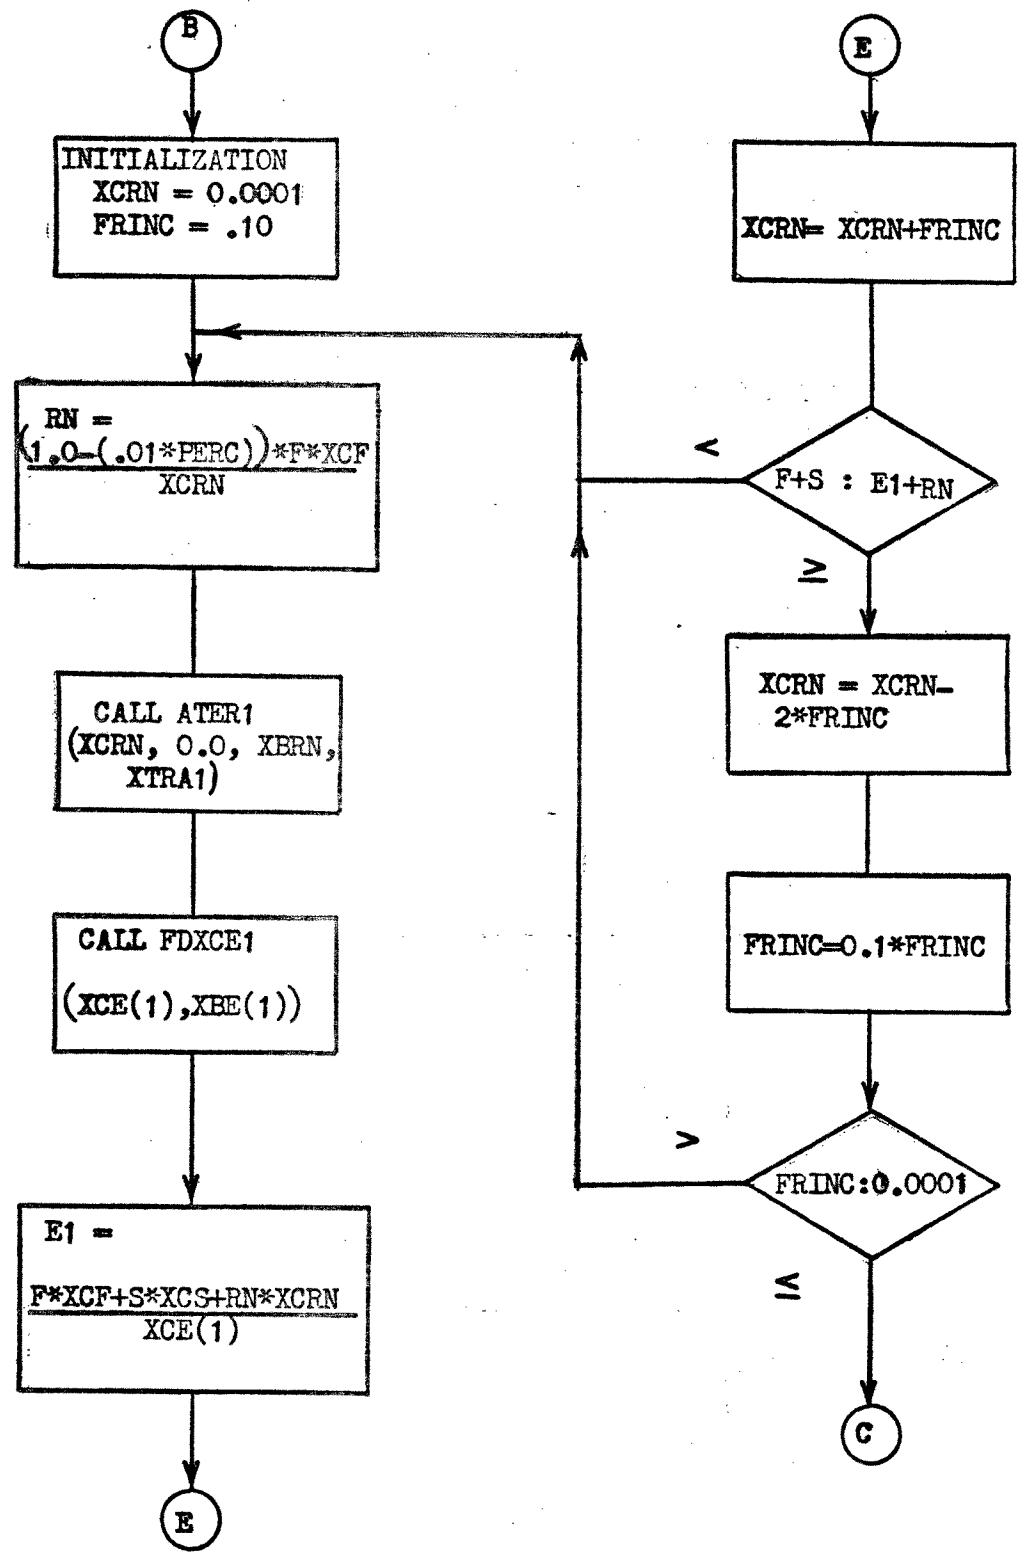 B
INITIALIZATION
XCRN = 0.0001
FRINC = .10
RN =
(1.0-(.01*PERC))*F*XCF
XCRN
CALL ATER1
(XCRN, 0.0, XBRN,
XTRA1)
CALL FDXCE1
(XCE(1),XBE(1))
E1 =
F*XCF+S*XCS+RN*XCRN
XCE(1)
E
E
XCRN= XCRN+FRINC
<
F+S : E1+RN
≥
XCRN = XCRN-
2*FRINC
FRINC=0.1*FRINC
>
FRINC:0.0001
≤
C